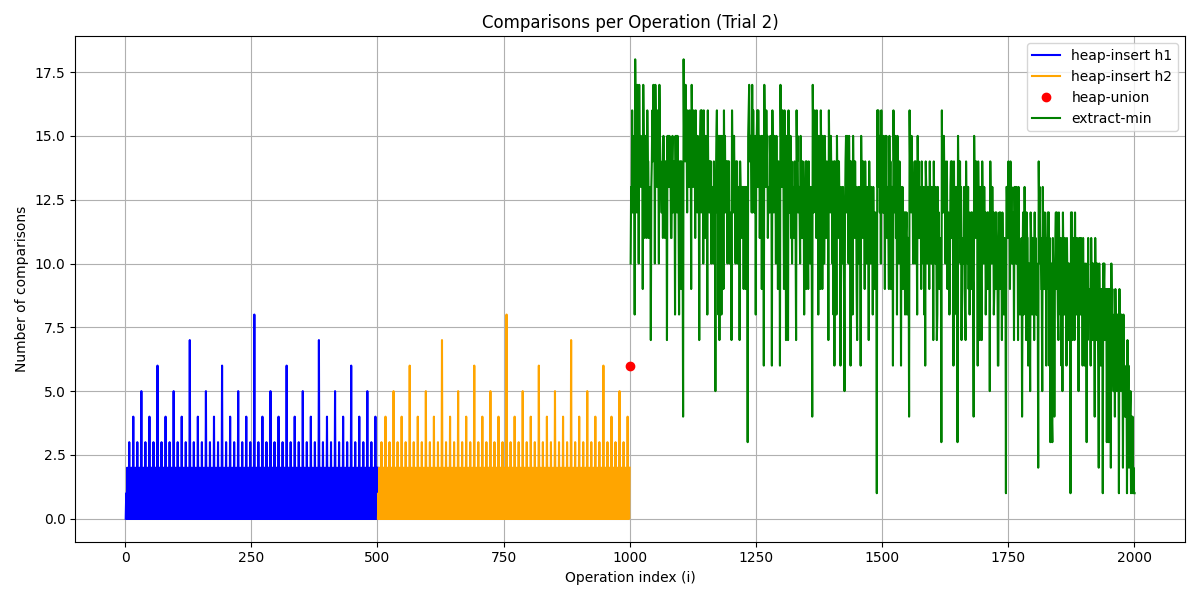 Comparisons per Operation (Trial 2)
heap-insert h1
heap-insert h2
heap-union
extract-min
Number of comparisons
17.5
15.0
12.5
10.0
7.5
5.0
2.5
0.0
0 250 500 750 1000 1250 1500 1750 2000
Operation index (i)